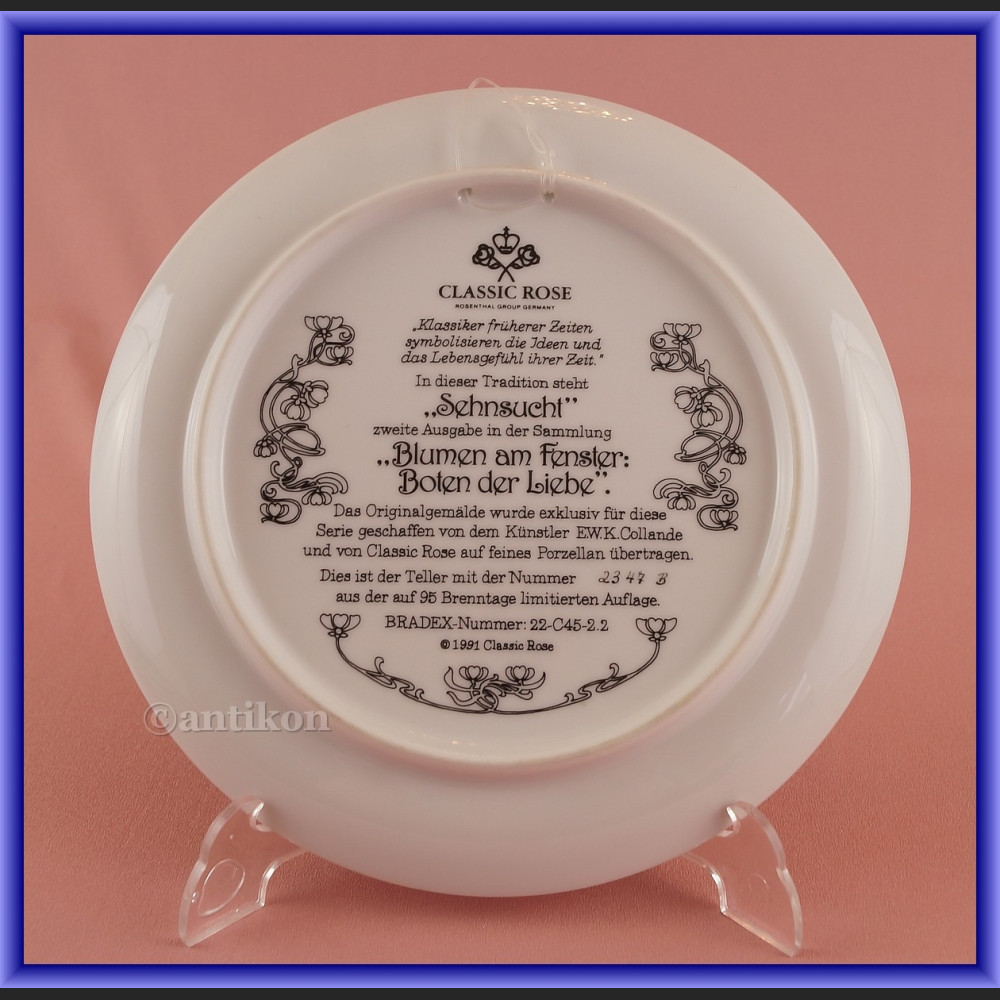 CLASSIC ROSE
ROSENTHAL GROUP GERMANY
„Klassiker früherer Zeiten
symbolisieren die Ideen und
das Lebensgefühl ihrer Zeit."
In dieser Tradition steht
„Sehnsucht”
zweite Ausgabe in der Sammlung
„Blumen am Fenster:
Boten der Liebe”.
Das Originalgemälde wurde exklusiv für diese
Serie geschaffen von dem Künstler E.W.K.Collande
und von Classic Rose auf feines Porzellan übertragen.
Dies ist der Teller mit der Nummer 2347 B
aus der auf 95 Brenntage limitierten Auflage.
BRADEX-Nummer: 22-C45-2.2
© 1991 Classic Rose
©antikon